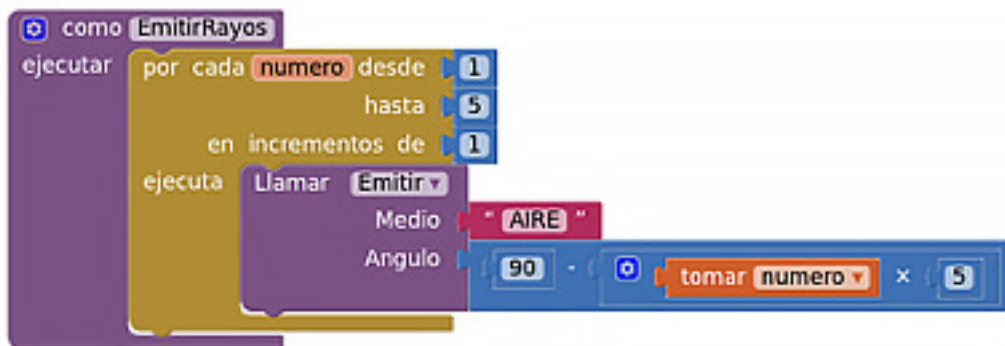 como EmitirRayos
ejecutar por cada numero desde 1
hasta 5
en incrementos de 1
ejecuta Llamar Emitir
Medio " AIRE "
Angulo 90 - tomar numero × 5